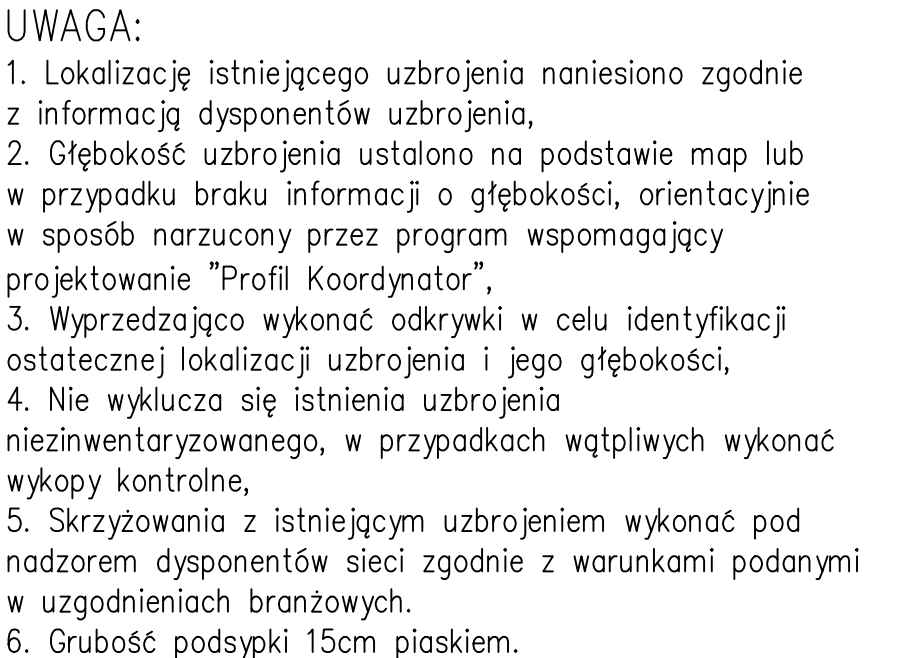 UWAGA:
1. Lokalizację istniejącego uzbrojenia naniesiono zgodnie
z informacją dysponentów uzbrojenia,
2. Głębokość uzbrojenia ustalono na podstawie map lub
w przypadku braku informacji o głębokości, orientacyjnie
w sposób narzucony przez program wspomagający
projektowanie ”Profil Koordynator”,
3. Wyprzedzająco wykonać odkrywki w celu identyfikacji
ostatecznej lokalizacji uzbrojenia i jego głębokości,
4. Nie wyklucza się istnienia uzbrojenia
niezinwentaryzowanego, w przypadkach wątpliwych wykonać
wykopy kontrolne,
5. Skrzyżowania z istniejącym uzbrojeniem wykonać pod
nadzorem dysponentów sieci zgodnie z warunkami podanymi
w uzgodnieniach branżowych.
6. Grubość podsypki 15cm piaskiem.